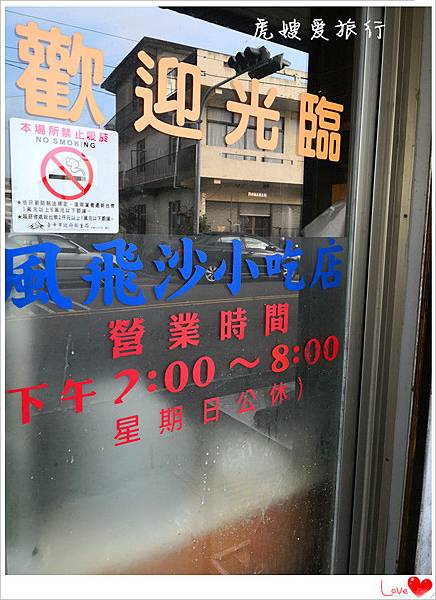 虎嫂愛旅行
歡迎光臨
本場所禁止吸菸
NO SMOKING
風飛沙小吃店
營業時間
下午2:00～8:00
星期日公休)
Love